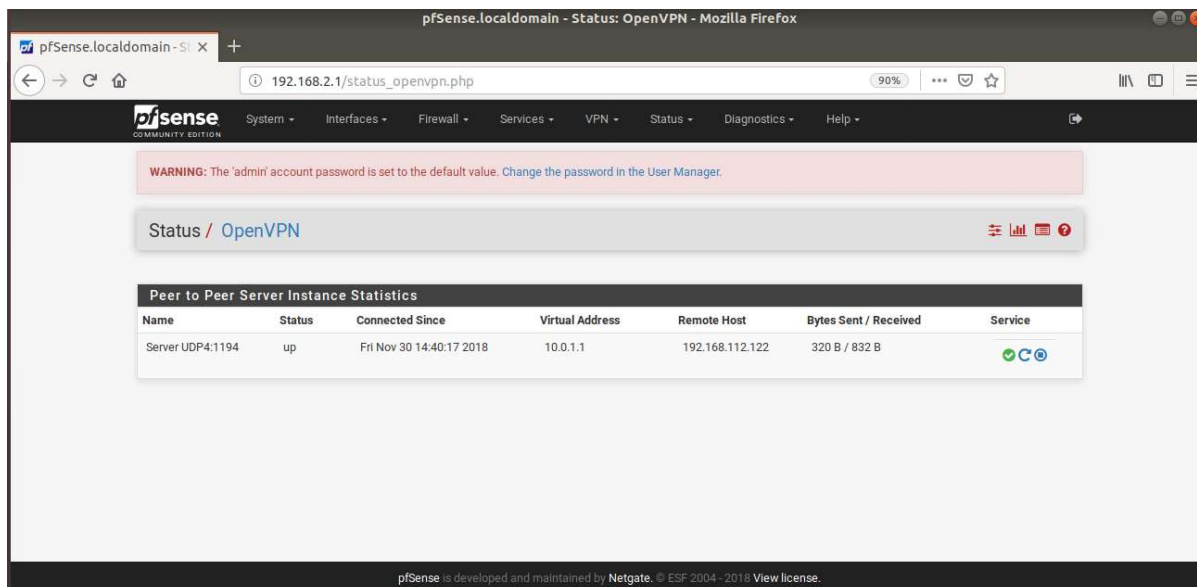 pfSense.localdomain - Status: OpenVPN - Mozilla Firefox
pfSense.localdomain - St
192.168.2.1/status_openvpn.php
90%
pfsense
COMMUNITY EDITION
System
Interfaces
Firewall
Services
VPN
Status
Diagnostics
Help
WARNING: The 'admin' account password is set to the default value. Change the password in the User Manager.
Status / OpenVPN
Peer to Peer Server Instance Statistics
Name Status Connected Since Virtual Address Remote Host Bytes Sent / Received Service
Server UDP4:1194 up Fri Nov 30 14:40:17 2018 10.0.1.1 192.168.112.122 320 B / 832 B
pfSense is developed and maintained by Netgate. © ESF 2004 - 2018 View license.